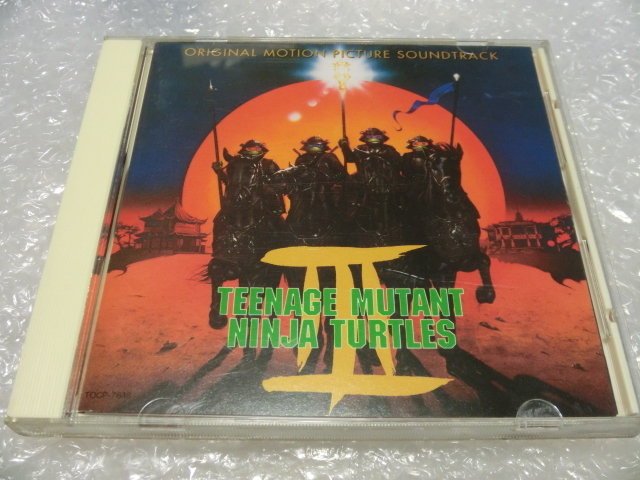 ORIGINAL MOTION PICTURE SOUNDTRACK
III
TEENAGE MUTANT
NINJA TURTLES